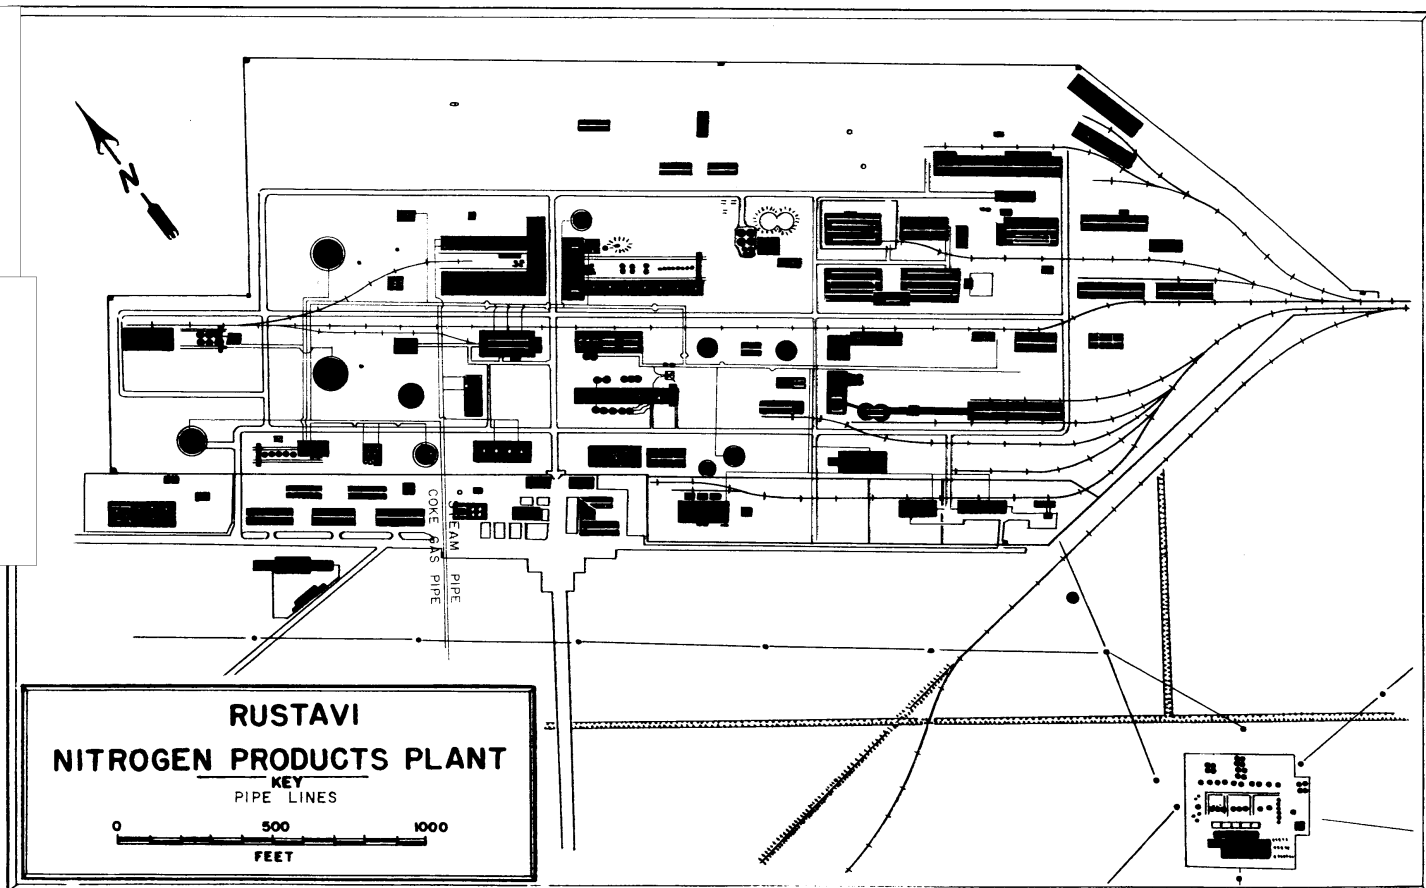 N
STEAM PIPE
COKE GAS PIPE
RUSTAVI
NITROGEN PRODUCTS PLANT
KEY
PIPE LINES
0 500 1000
FEET